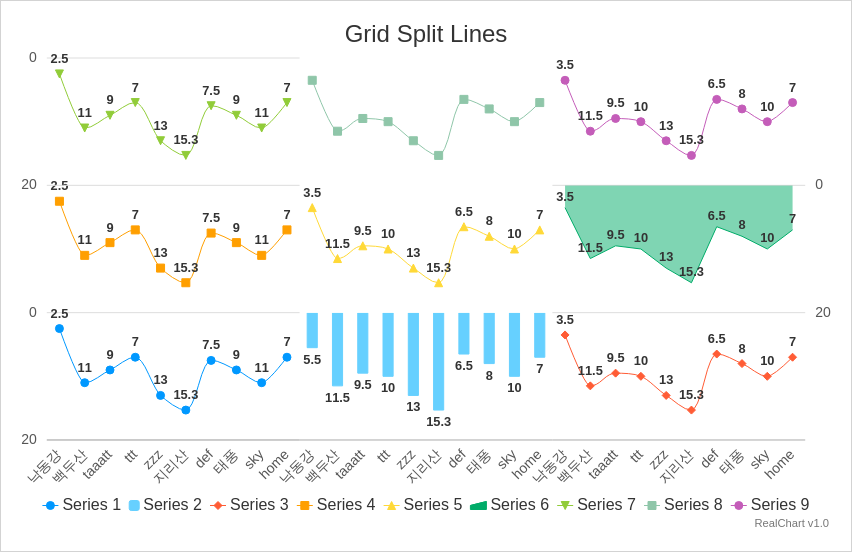 Grid Split Lines
0
2.5 11 9 7 13 15.3 7.5 9 11 7
3.5 11.5 9.5 10 13 15.3 6.5 8 10 7
20 0
2.5 11 9 7 13 15.3 7.5 9 11 7
3.5 11.5 9.5 10 13 15.3 6.5 8 10 7
3.5 11.5 9.5 10 13 15.3 6.5 8 10 7
0 20
2.5 11 9 7 13 15.3 7.5 9 11 7
5.5 11.5 9.5 10 13 15.3 6.5 8 10 7
3.5 11.5 9.5 10 13 15.3 6.5 8 10 7
20
낙동강 백두산 taaatt ttt zzz 지리산 def 태풍 sky home
낙동강 백두산 taaatt ttt zzz 지리산 def 태풍 sky home
낙동강 백두산 taaatt ttt zzz 지리산 def 태풍 sky home
Series 1 Series 2 Series 3 Series 4 Series 5 Series 6 Series 7 Series 8 Series 9
RealChart v1.0